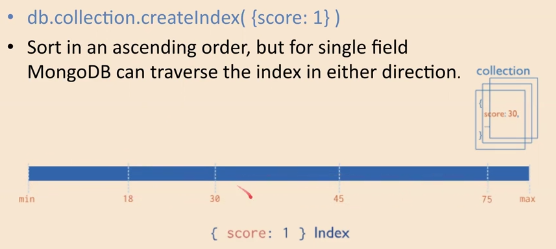 • db.collection.createIndex( {score: 1} )
• Sort in an ascending order, but for single field
MongoDB can traverse the index in either direction.
collection
{
score: 30,
...
}
min 18 30 45 75 max
{ score: 1 } Index